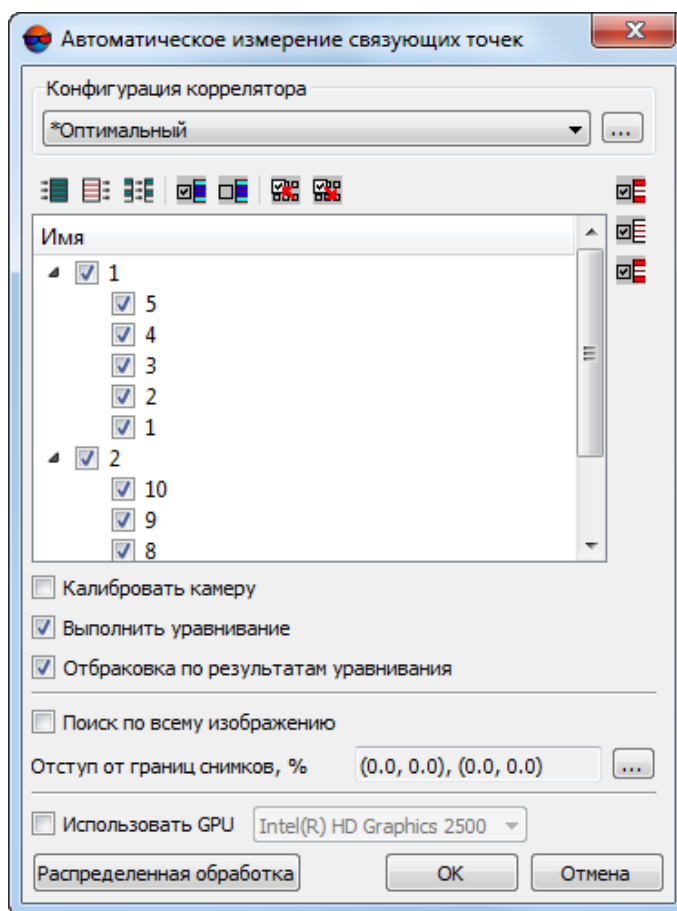 Автоматическое измерение связующих точек
Конфигурация коррелятора
*Оптимальный
...
Имя
1
5
4
3
2
1
2
10
9
8
Калибровать камеру
Выполнить уравнивание
Отбраковка по результатам уравнивания
Поиск по всему изображению
Отступ от границ снимков, % (0.0, 0.0), (0.0, 0.0) ...
Использовать GPU Intel(R) HD Graphics 2500
Распределенная обработка OK Отмена